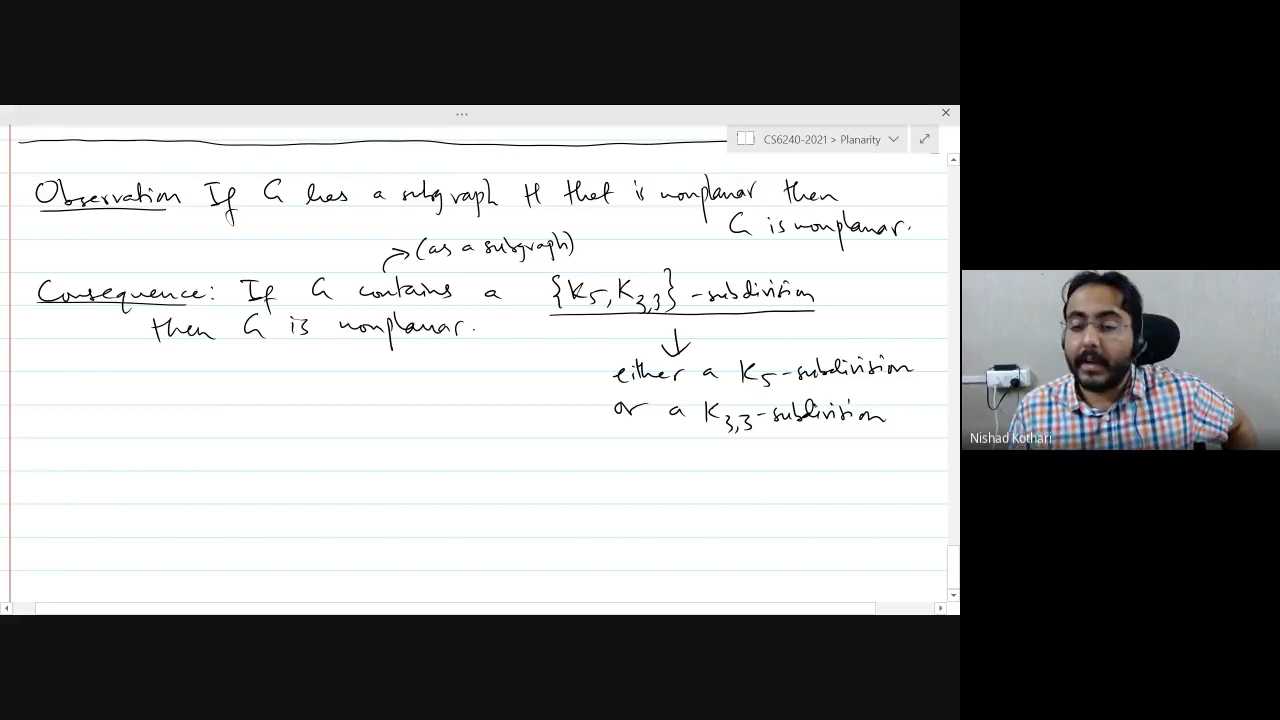 CS6240-2021 > Planarity
Observation If G has a subgraph H that is nonplanar then
G is nonplanar.
(as a subgraph)
Consequence: If G contains a {K5, K3,3}-subdivision
then G is nonplanar.
either a K5-subdivision
or a K3,3-subdivision
Nishad Kothari